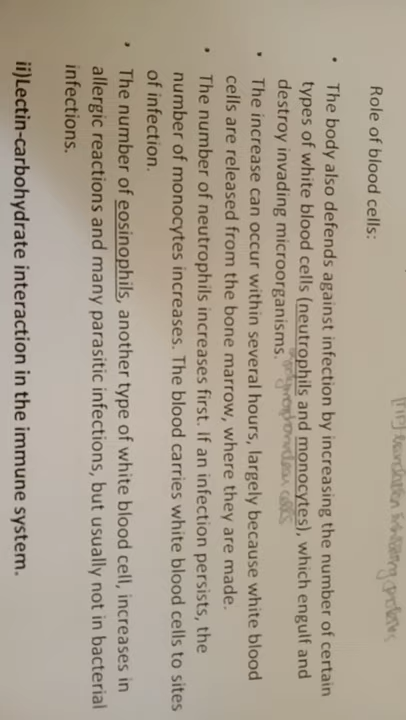 [TIP] translation inhibitory proteins
Role of blood cells:
• The body also defends against infection by increasing the number of certain
types of white blood cells (neutrophils and monocytes), which engulf and
destroy invading microorganisms.
• The increase can occur within several hours, largely because white blood
cells are released from the bone marrow, where they are made.
• The number of neutrophils increases first. If an infection persists, the
number of monocytes increases. The blood carries white blood cells to sites
of infection.
• The number of eosinophils, another type of white blood cell, increases in
allergic reactions and many parasitic infections, but usually not in bacterial
infections.
ii)Lectin-carbohydrate interaction in the immune system.